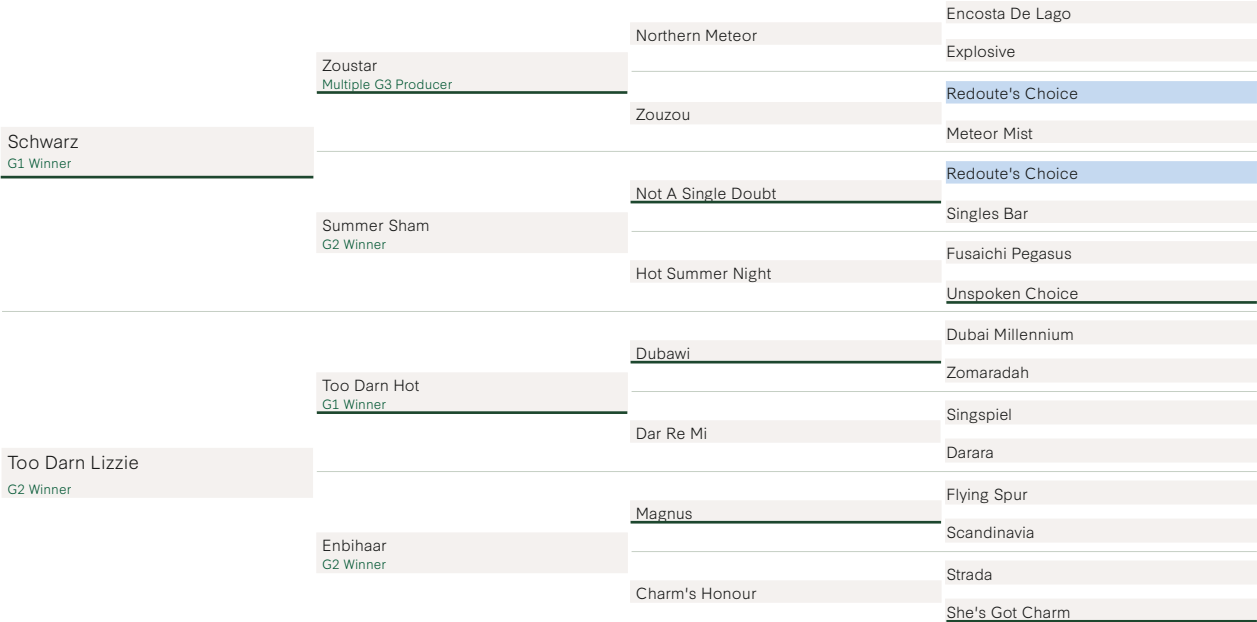 Schwarz
G1 Winner
Too Darn Lizzie
G2 Winner
Zoustar
Multiple G3 Producer
Summer Sham
G2 Winner
Too Darn Hot
G1 Winner
Enbihaar
G2 Winner
Northern Meteor
Zouzou
Not A Single Doubt
Hot Summer Night
Dubawi
Dar Re Mi
Magnus
Charm's Honour
Encosta De Lago
Explosive
Redoute's Choice
Meteor Mist
Redoute's Choice
Singles Bar
Fusaichi Pegasus
Unspoken Choice
Dubai Millennium
Zomaradah
Singspiel
Darara
Flying Spur
Scandinavia
Strada
She's Got Charm